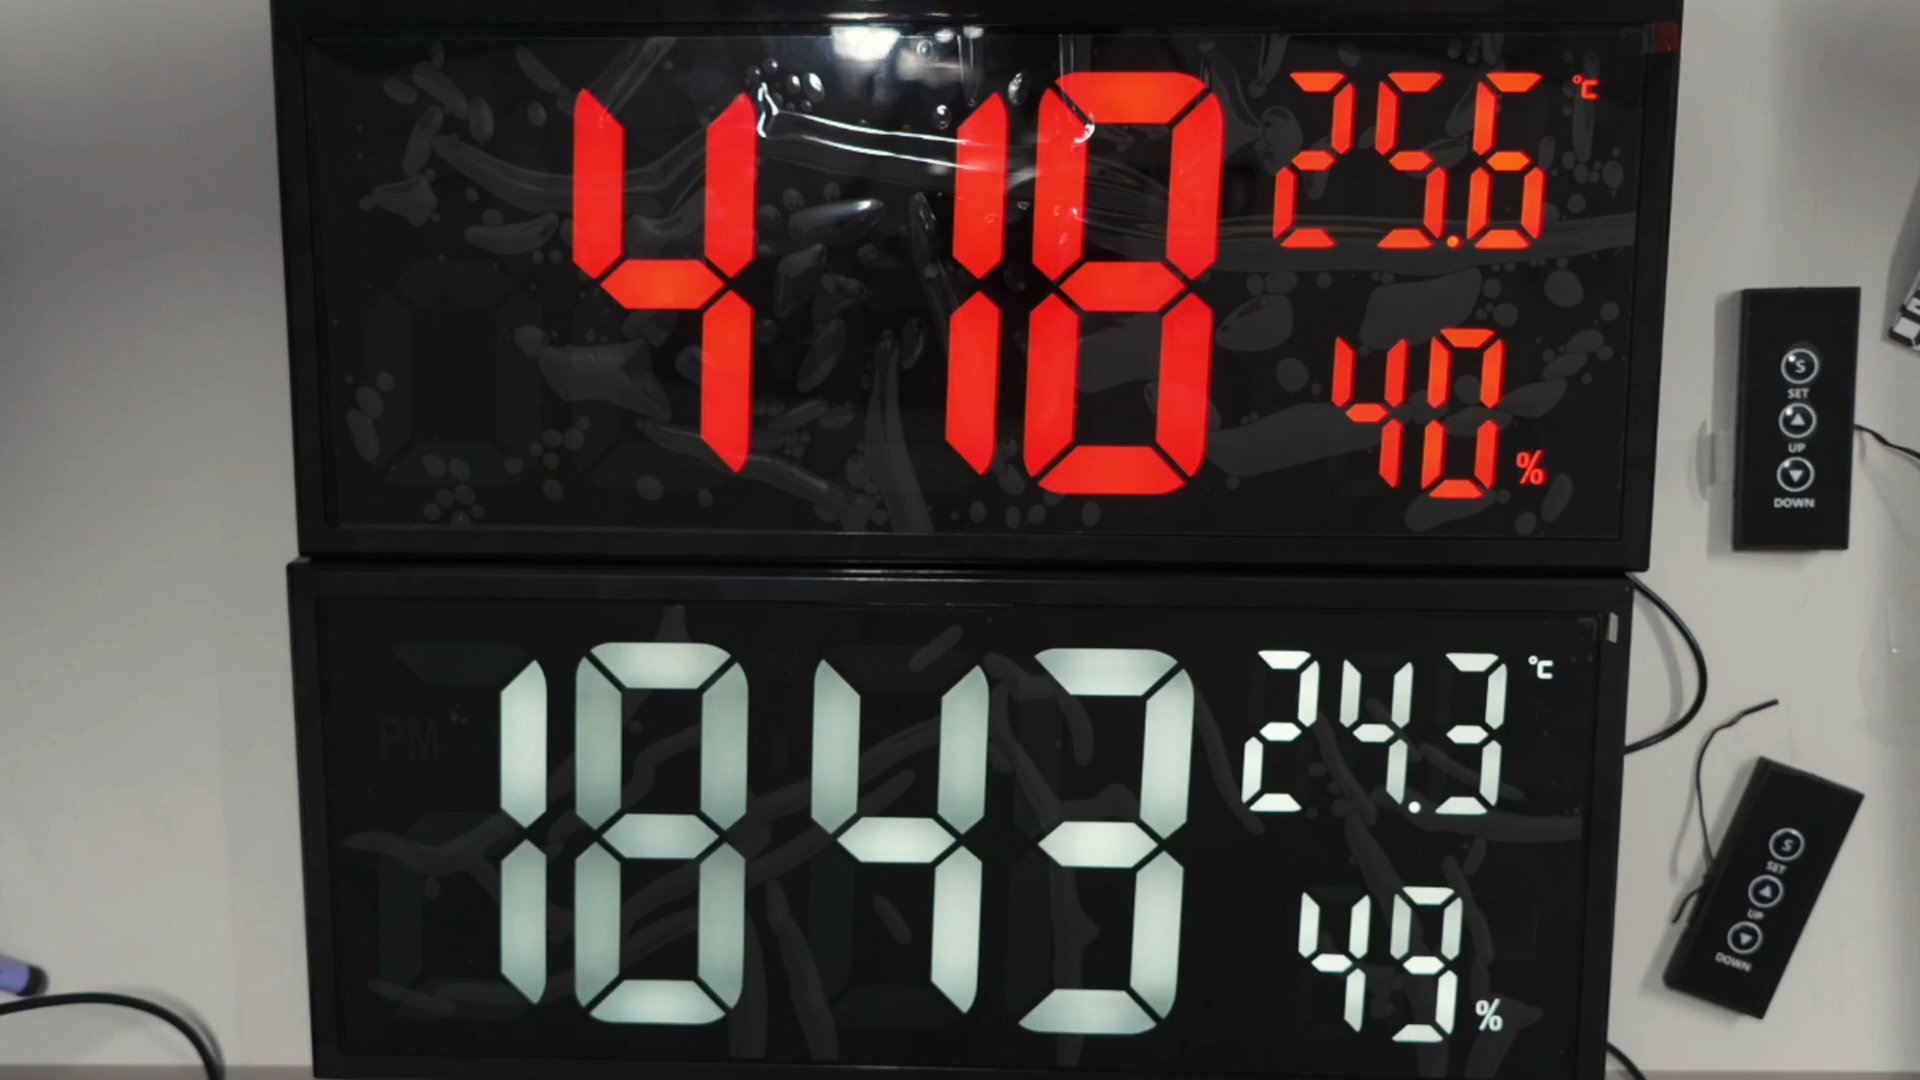 4 18
25.6 °C
40 %
S
SET
UP
DOWN
PM
18 43
24.3 °C
49 %
S
SET
UP
DOWN